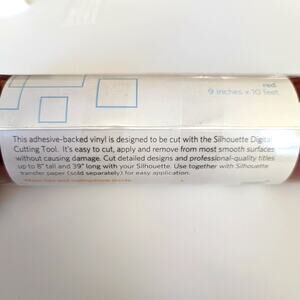 red
9 inches x 10 feet
This adhesive-backed vinyl is designed to be cut with the Silhouette Digital
Cutting Tool. It's easy to cut, apply and remove from most smooth surfaces
without causing damage. Cut detailed designs and professional-quality titles
up to 8" tall and 39" long with your Silhouette. Use together with Silhouette
transfer paper (sold separately) for easy application.